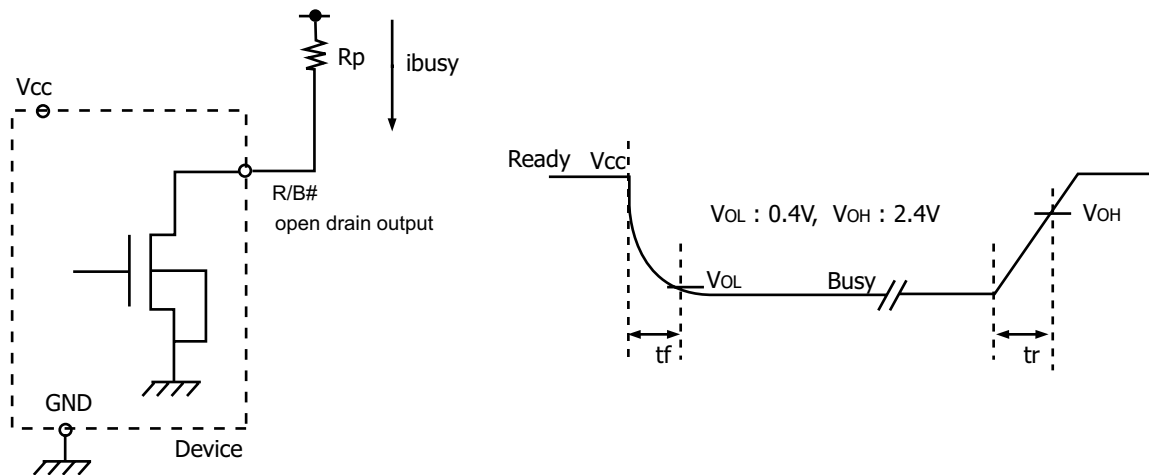 Rp
ibusy
Vcc
R/B#
open drain output
GND
Device
Ready Vcc
VOL : 0.4V, VOH : 2.4V
VOH
VOL
Busy
tf
tr